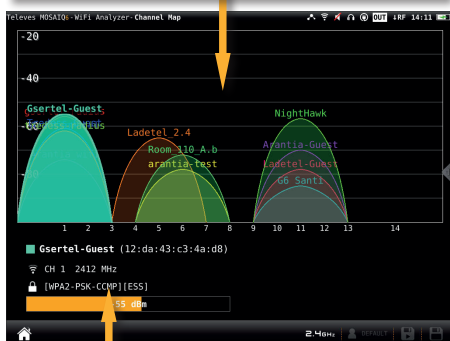 Televes MOSAIQ6-WiFi Analyzer-Channel Map
OUT ↓RF 14:11
-20
-40
Gsertel-Guest
-60
radius
NightHawk
Ladetel_2.4
Room_310_A.b
arantia-test
Arantia-Guest
Ladetel-Guest
G6 Santi
1 2 3 4 5 6 7 8 9 10 11 12 13 14
Gsertel-Guest (12:da:43:c3:4a:d8)
CH 1 2412 MHz
[WPA2-PSK-CCMP][ESS]
-55 dBm
2.4GHz DEFAULT